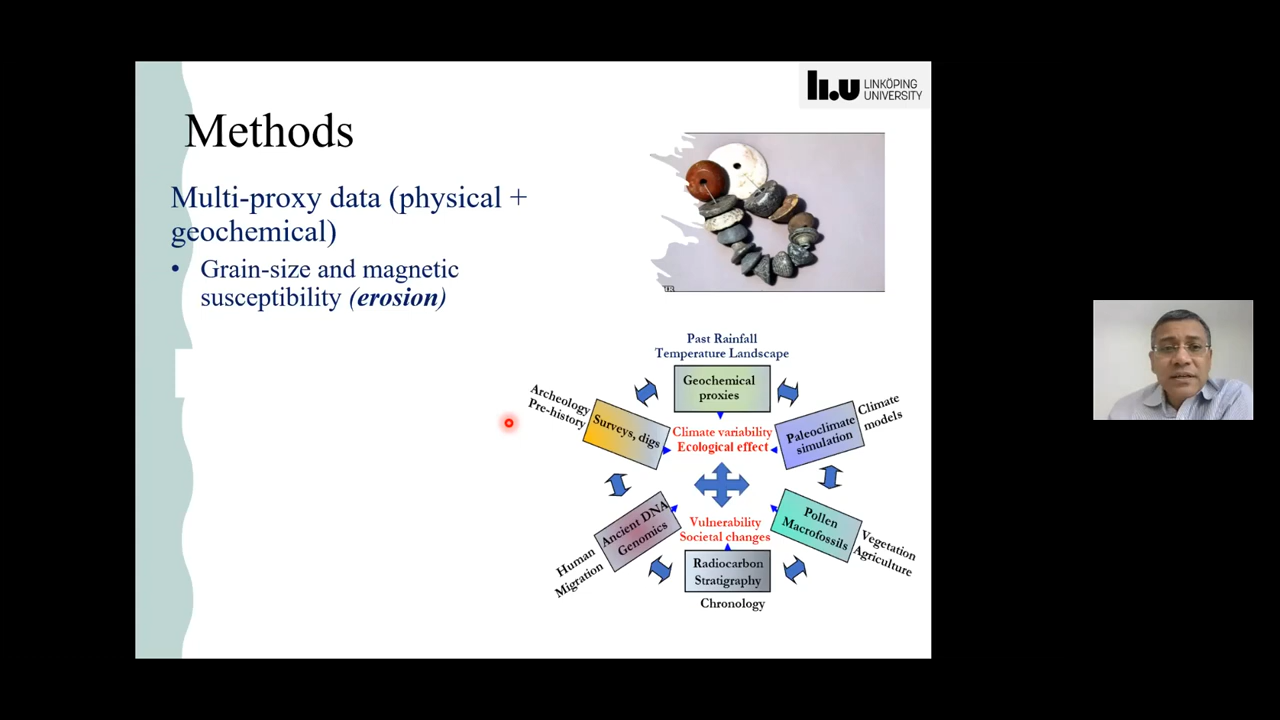 LINKÖPING
UNIVERSITY
Methods
Multi-proxy data (physical +
geochemical)
• Grain-size and magnetic
susceptibility (erosion)
Past Rainfall
Temperature Landscape
Geochemical
proxies
Archeology
Pre-history
Surveys, digs
Climate variability
Ecological effect
Paleoclimate
simulation
Climate
models
Ancient DNA
Genomics
Human
Migration
Vulnerability
Societal changes
Pollen
Macrofossils
Vegetation
Agriculture
Radiocarbon
Stratigraphy
Chronology